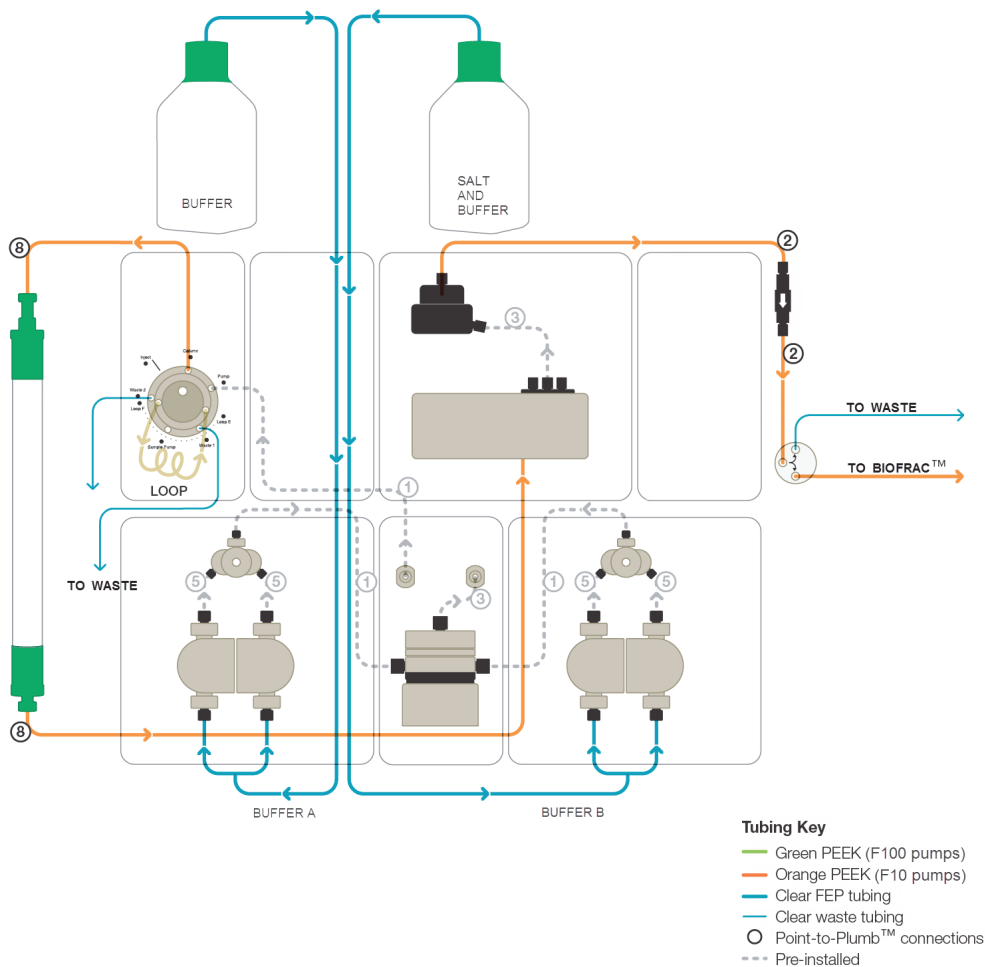 BUFFER
SALT
AND
BUFFER
8
2
3
Inject
Column
Pump
Waste 2
Loop F
Loop E
Sample Pump
Waste 1
LOOP
2
TO WASTE
TO BIOFRAC™
1
TO WASTE
5
5
1
3
1
5
5
8
BUFFER A
BUFFER B
Tubing Key
Green PEEK (F100 pumps)
Orange PEEK (F10 pumps)
Clear FEP tubing
Clear waste tubing
Point-to-Plumb™ connections
Pre-installed